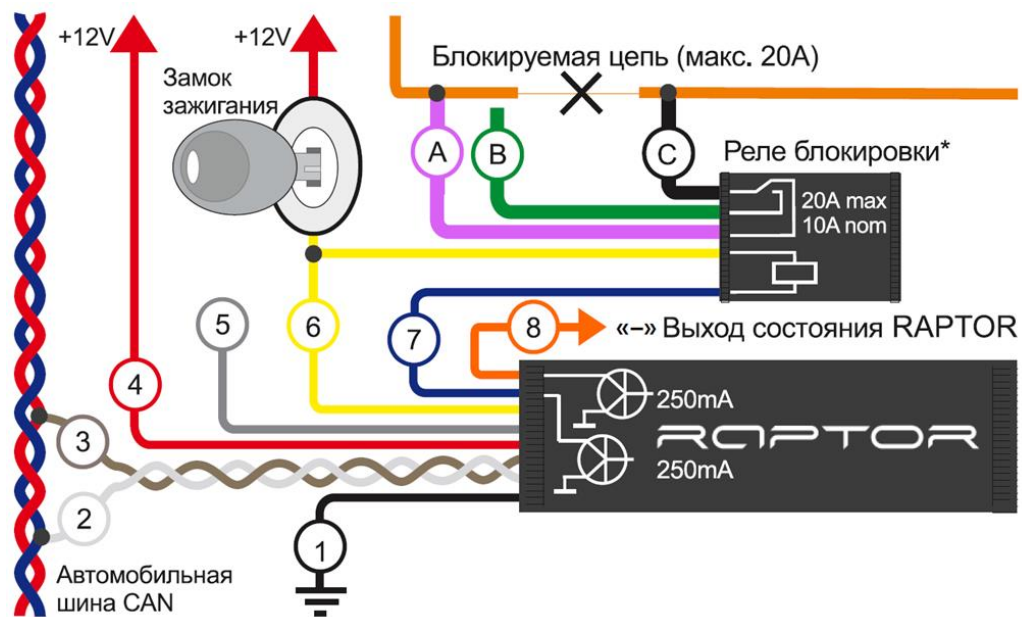 +12V
+12V
Блокируемая цепь (макс. 20А)
Замок
зажигания
A
B
C
Реле блокировки*
20A max
10A nom
5
6
7
8
«–» Выход состояния RAPTOR
4
250mA
RAPTOR
3
250mA
2
1
Автомобильная
шина CAN